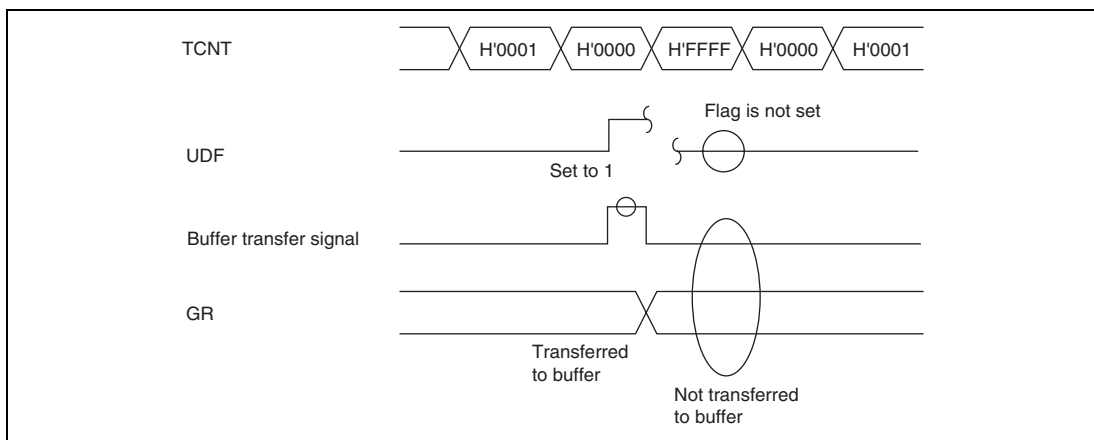 TCNT
H'0001 H'0000 H'FFFF H'0000 H'0001
Flag is not set
UDF
Set to 1
Buffer transfer signal
GR
Transferred
to buffer
Not transferred
to buffer